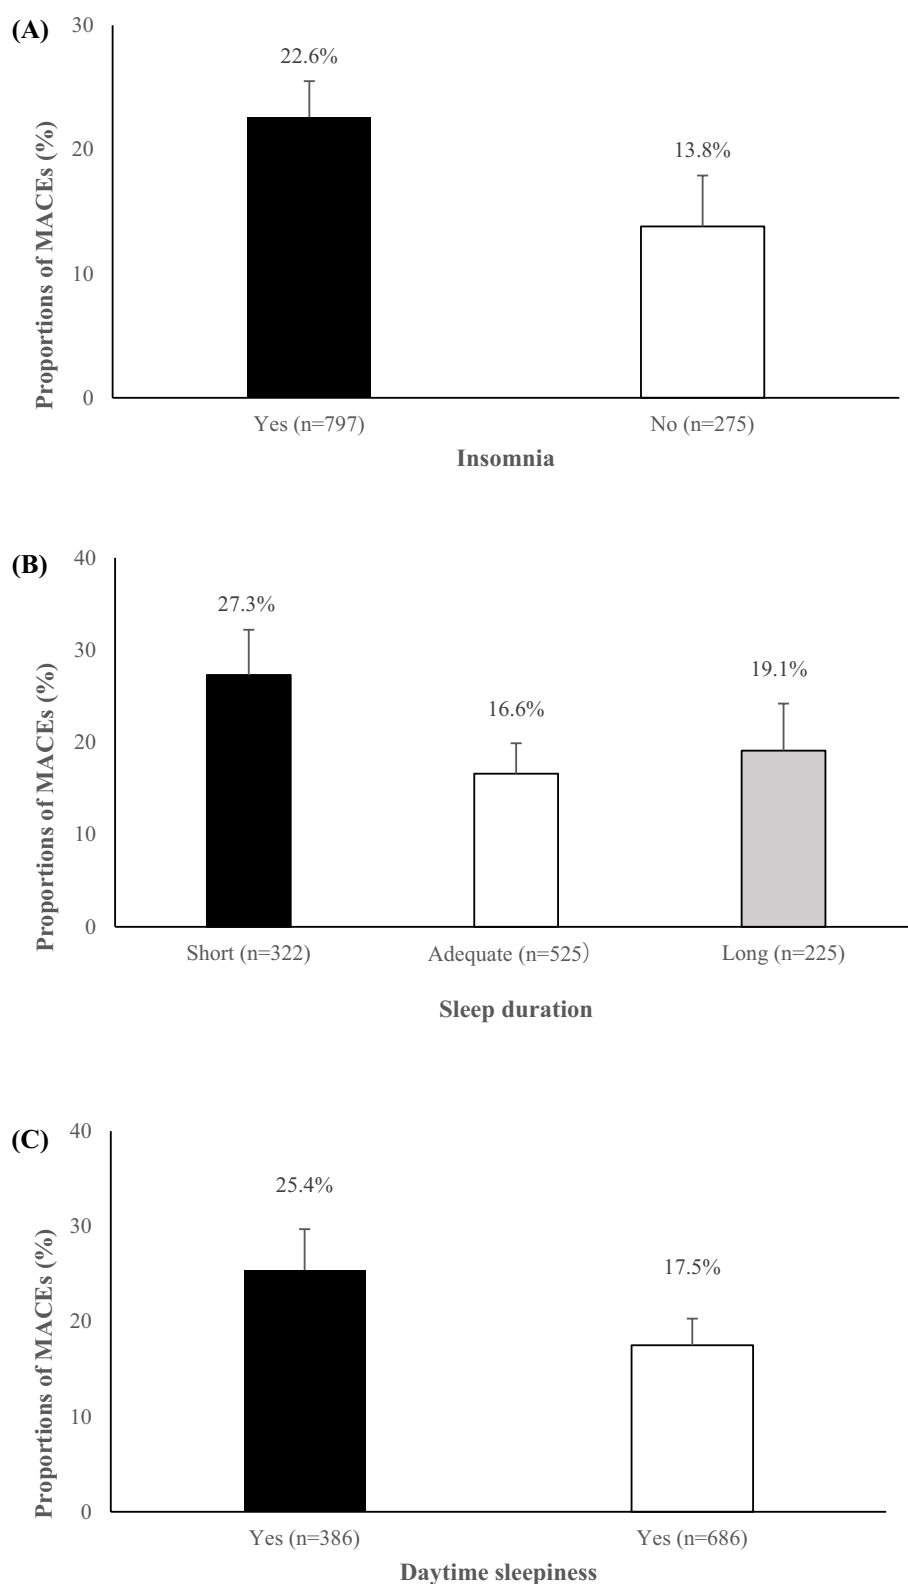 (A)
Proportions of MACEs (%)
30
20
10
0
22.6%
13.8%
Yes (n=797)
No (n=275)
Insomnia
(B)
Proportions of MACEs (%)
40
30
20
10
0
27.3%
16.6%
19.1%
Short (n=322)
Adequate (n=525）
Long (n=225)
Sleep duration
(C)
Proportions of MACEs (%)
40
30
20
10
0
25.4%
17.5%
Yes (n=386)
Yes (n=686)
Daytime sleepiness